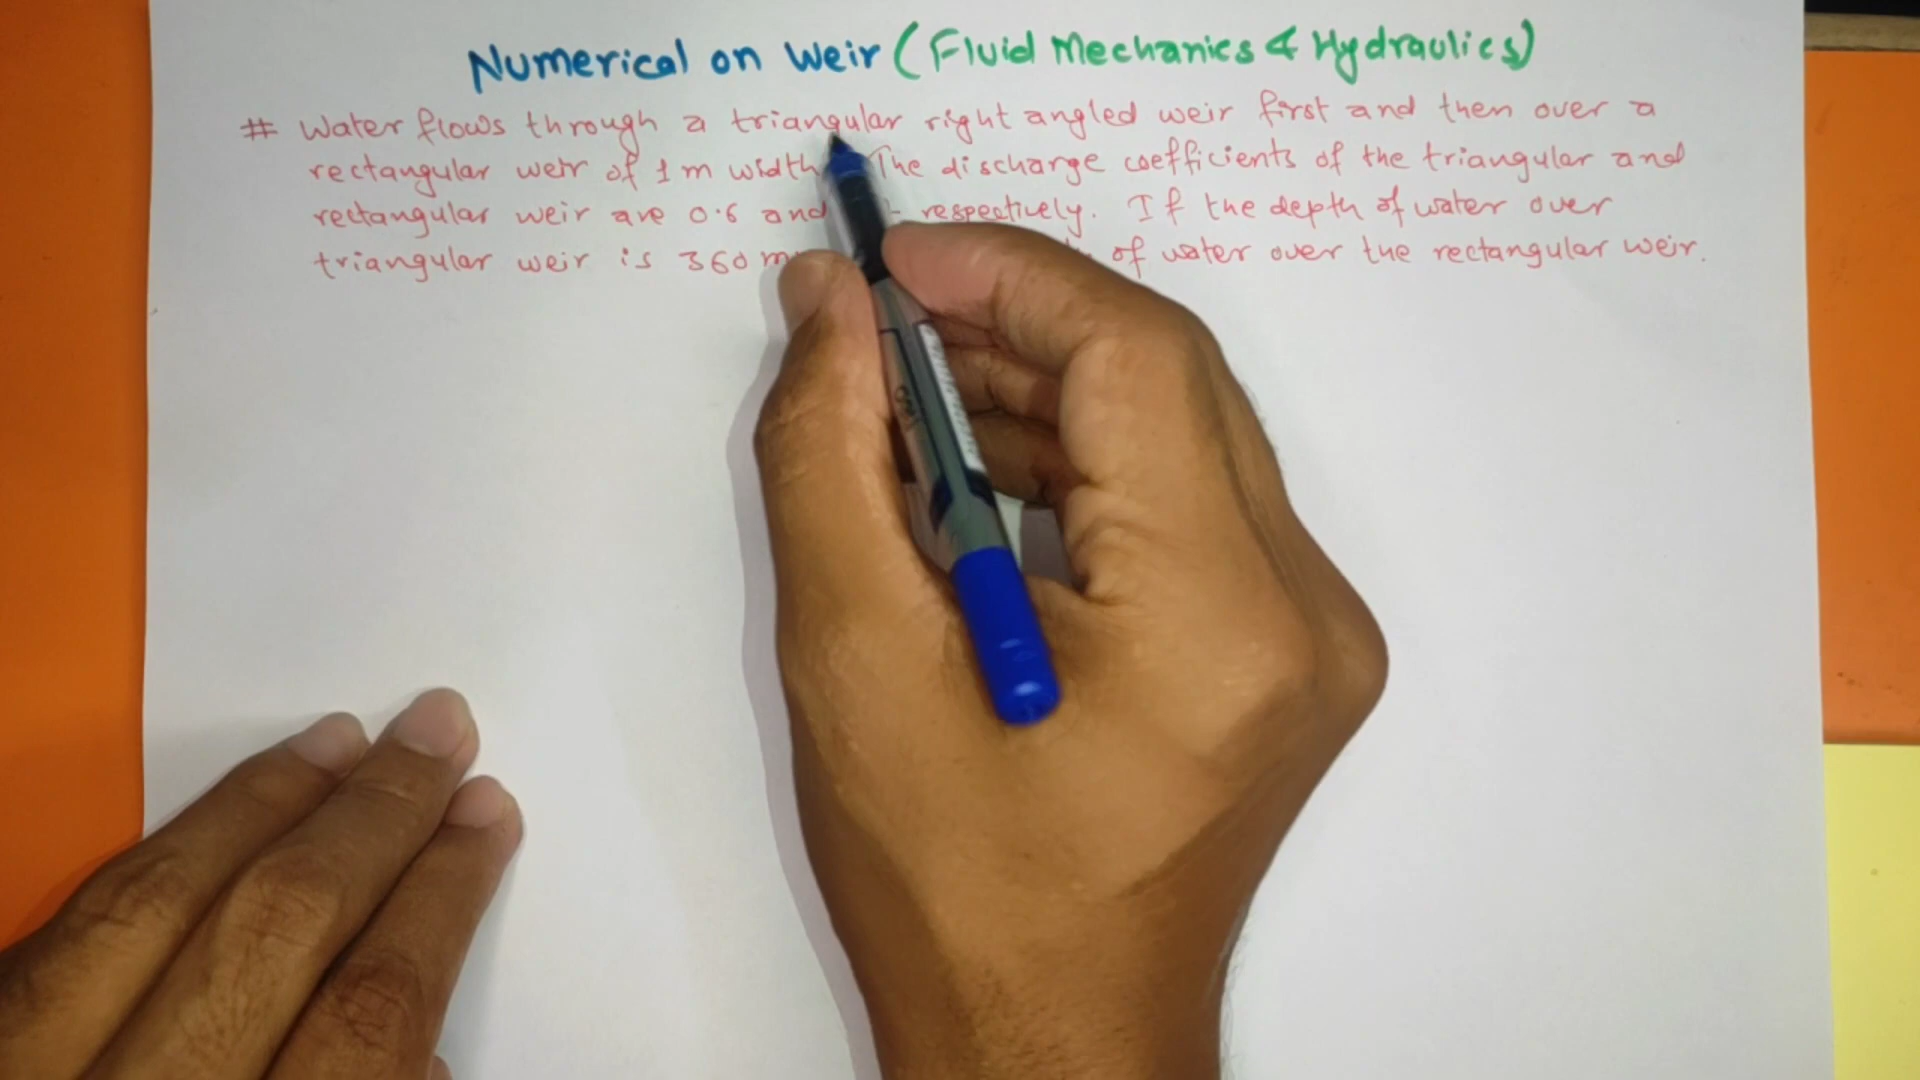 Numerical on Weir (Fluid Mechanics & Hydraulics)
# Water flows through a triangular right angled weir first and then over a
rectangular weir of 1 m width The discharge coefficients of the triangular and
rectangular weir are 0.6 and respectively. If the depth of water over
triangular weir is 360 of water over the rectangular weir.